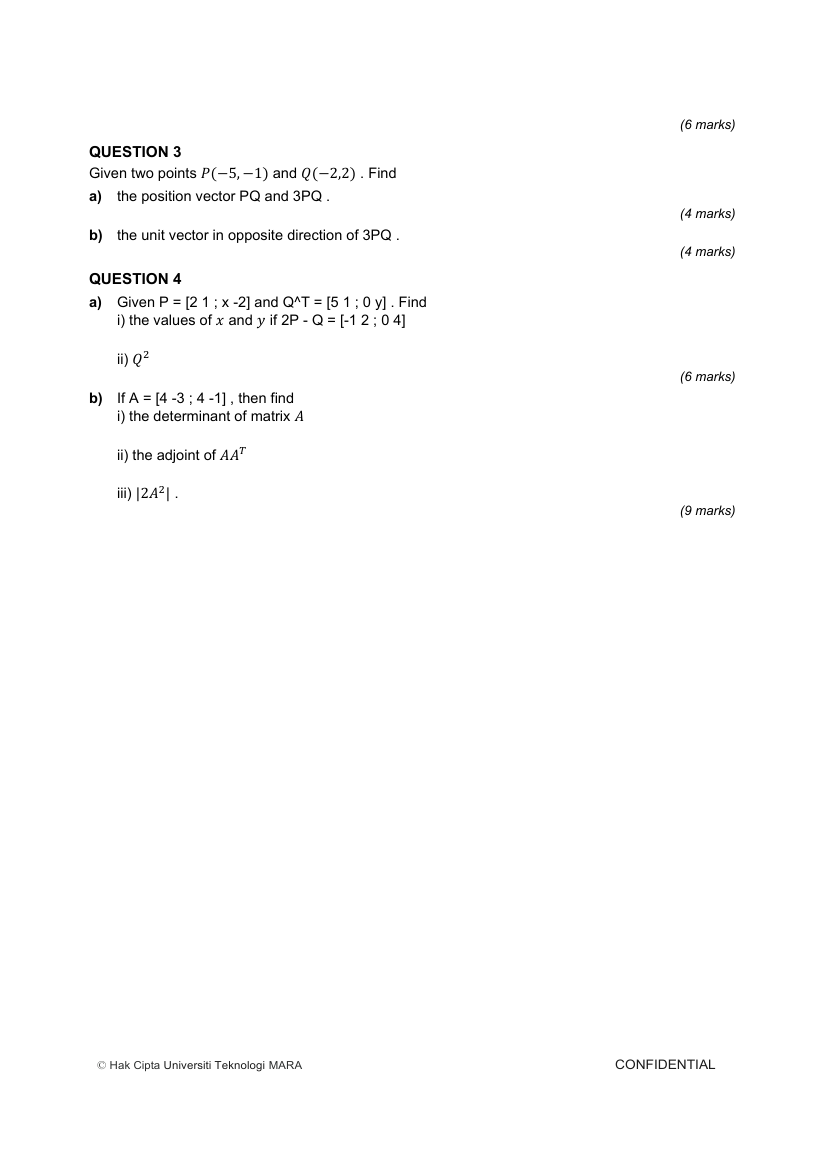 (6 marks)
QUESTION 3
Given two points P(−5, −1) and Q(−2,2) . Find
a) the position vector PQ and 3PQ .
(4 marks)
b) the unit vector in opposite direction of 3PQ .
(4 marks)
QUESTION 4
a) Given P = [2 1 ; x -2] and Q^T = [5 1 ; 0 y] . Find
i) the values of x and y if 2P - Q = [-1 2 ; 0 4]
ii) Q²
(6 marks)
b) If A = [4 -3 ; 4 -1] , then find
i) the determinant of matrix A
ii) the adjoint of AAᵀ
iii) |2A²| .
(9 marks)
© Hak Cipta Universiti Teknologi MARA CONFIDENTIAL